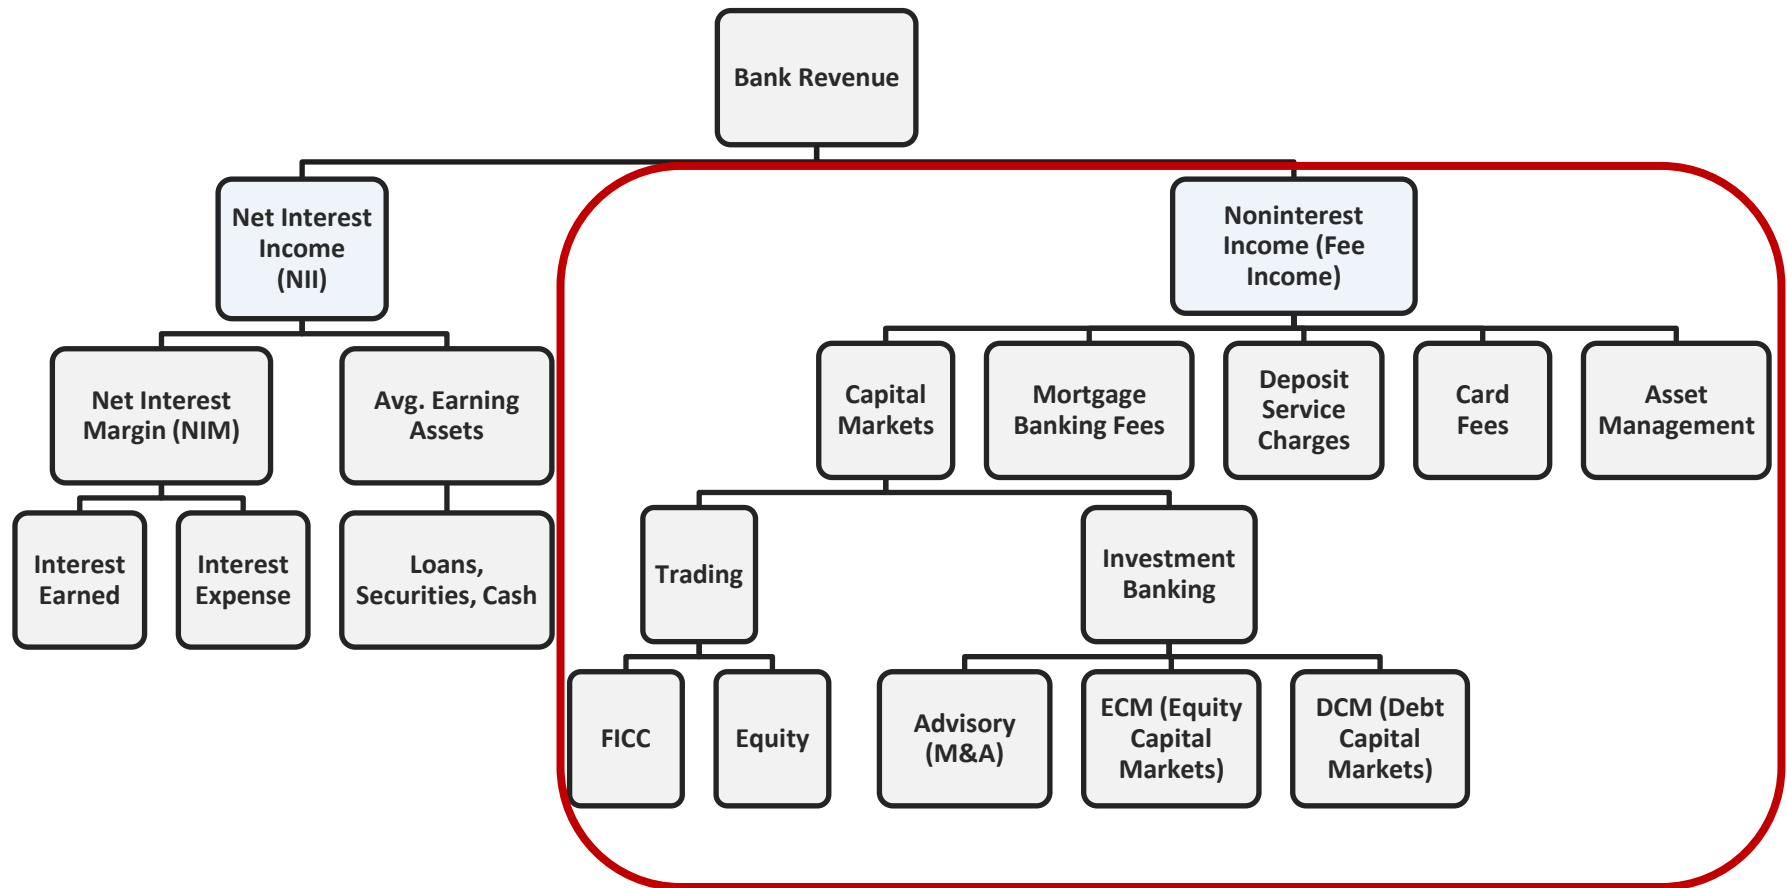 Bank Revenue
Net Interest
Income
(NII)
Noninterest
Income (Fee
Income)
Net Interest
Margin (NIM)
Avg. Earning
Assets
Capital
Markets
Mortgage
Banking Fees
Deposit
Service
Charges
Card
Fees
Asset
Management
Interest
Earned
Interest
Expense
Loans,
Securities, Cash
Trading
Investment
Banking
FICC
Equity
Advisory
(M&A)
ECM (Equity
Capital
Markets)
DCM (Debt
Capital
Markets)